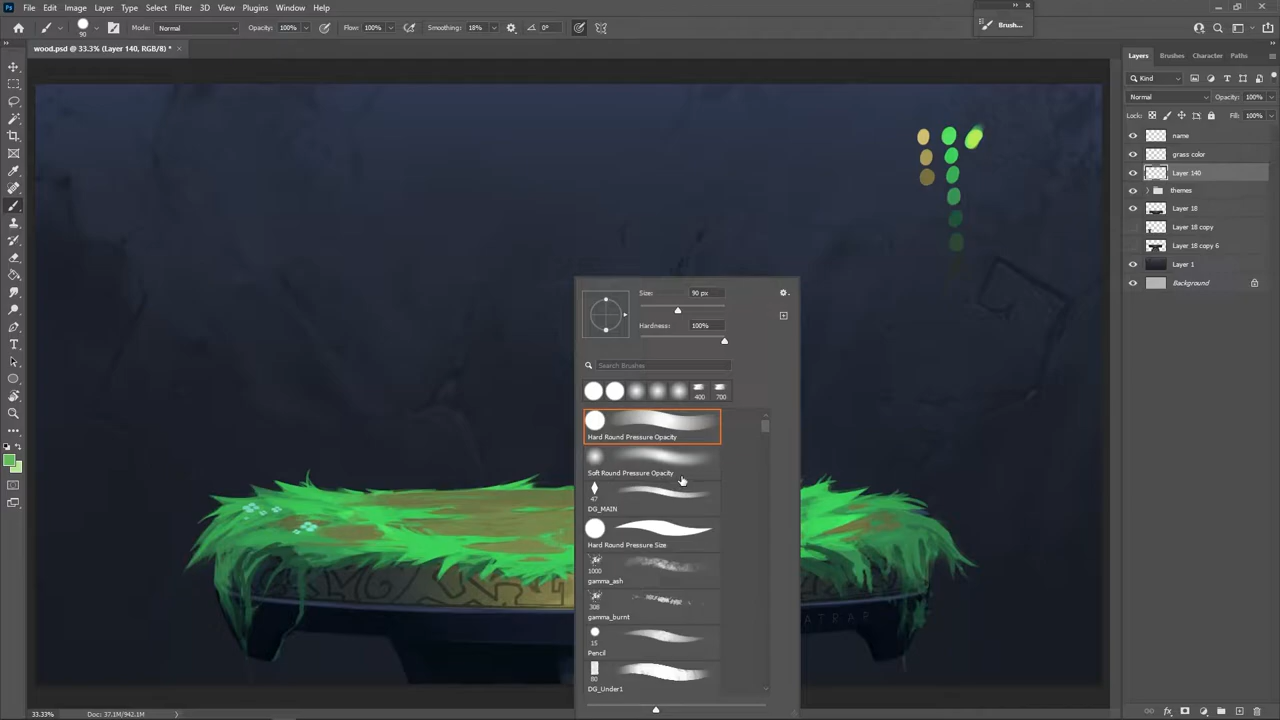 File Edit Image Layer Type Select Filter 3D View Plugins Window Help
Brush...
90 Mode: Normal Opacity: 100% Flow: 100% Smoothing: 18% 0°
wood.psd @ 33.3% (Layer 140, RGB/8) * ×
Layers Brushes Character Paths
Kind
Normal Opacity: 100%
Lock: Fill: 100%
name
grass color
Layer 140
themes
Layer 18
Layer 18 copy
Layer 18 copy 6
Layer 1
Background
Size: 90 px
Hardness: 100%
Search Brushes
400 700
Hard Round Pressure Opacity
Soft Round Pressure Opacity
47
DG_MAIN
Hard Round Pressure Size
1000
gamma_ash
308
gamma_burnt
15
Pencil
80
DG_Under1
33.33% Doc: 37.1M/942.1M